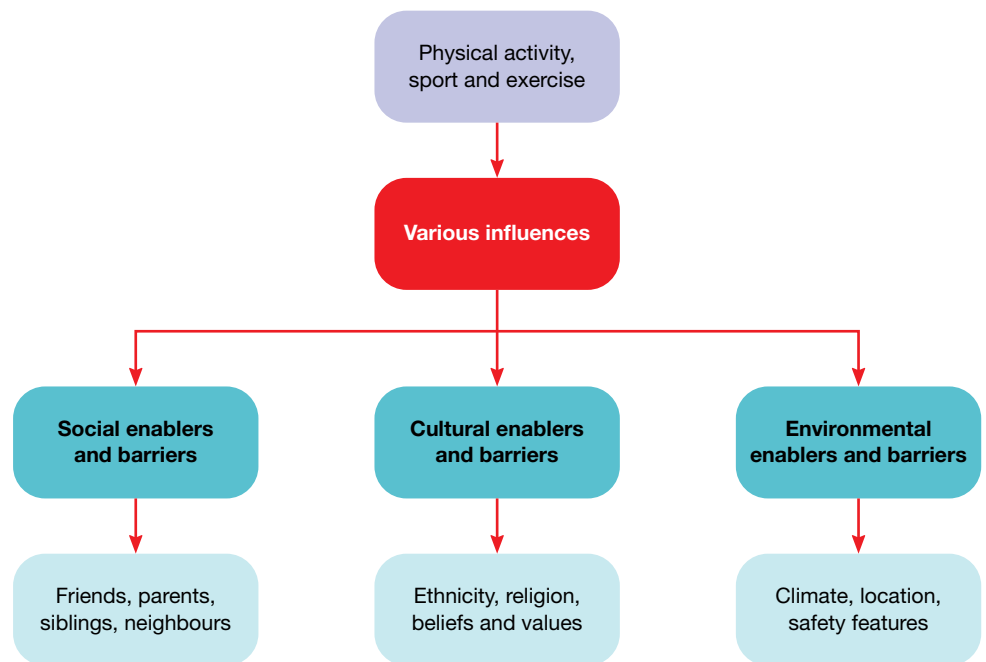 Physical activity,
sport and exercise
Various influences
Social enablers
and barriers
Cultural enablers
and barriers
Environmental
enablers and barriers
Friends, parents,
siblings, neighbours
Ethnicity, religion,
beliefs and values
Climate, location,
safety features